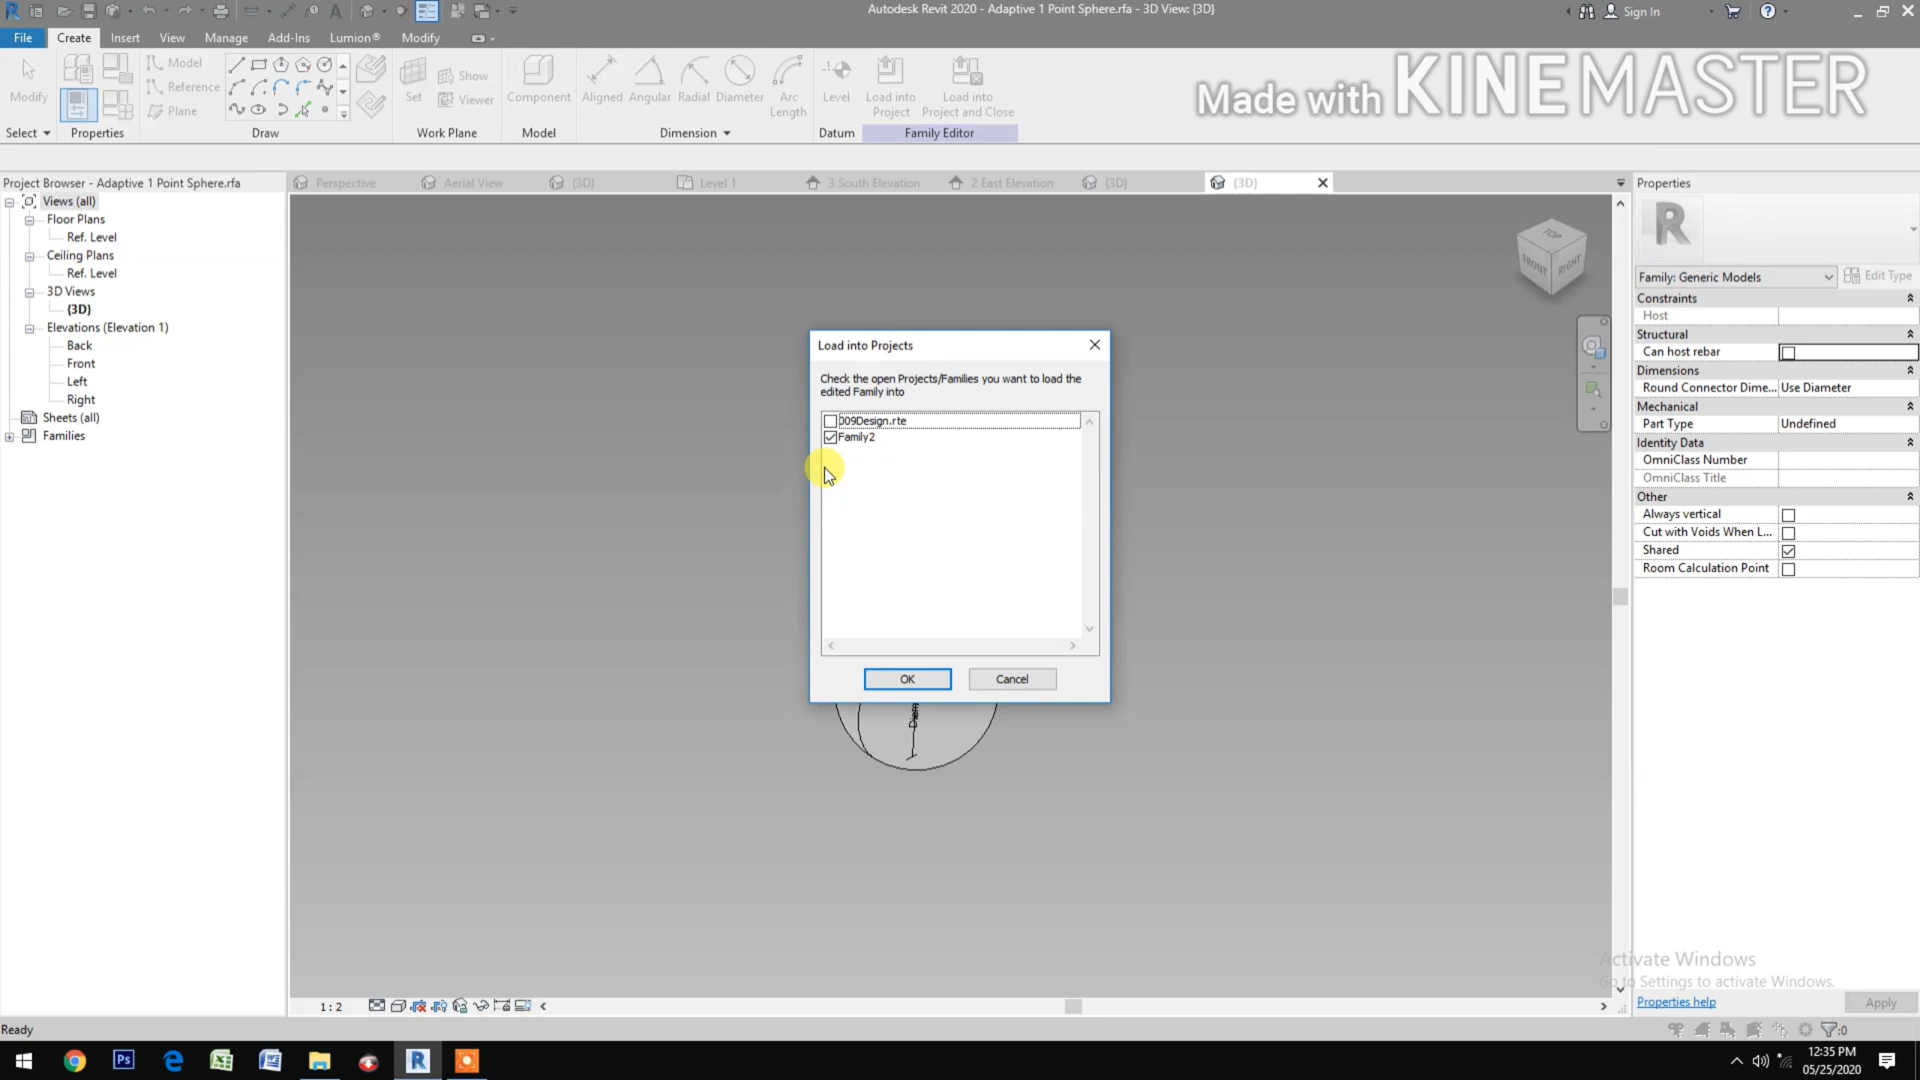 Autodesk Revit 2020 - Adaptive 1 Point Sphere.rfa - 3D View: {3D}
Sign In
File Create Insert View Manage Add-Ins Lumion® Modify
Made with KINEMASTER
Modify
Model
Reference
Plane
Set
Show
Viewer
Component
Aligned Angular Radial Diameter Arc Length
Level
Load into Project
Load into Project and Close
Select Properties Draw Work Plane Model Dimension Datum Family Editor
Project Browser - Adaptive 1 Point Sphere.rfa
Perspective Aerial View {3D} Level 1 3 South Elevation 2 East Elevation {3D} {3D}
Properties
Views (all)
Floor Plans
Ref. Level
Ceiling Plans
Ref. Level
3D Views
{3D}
Elevations (Elevation 1)
Back
Front
Left
Right
Sheets (all)
Families
TOP
FRONT RIGHT
Load into Projects
Check the open Projects/Families you want to load the
edited Family into
009Design.rte
Family2
OK Cancel
Diam
R
Family: Generic Models Edit Type
Constraints
Host
Structural
Can host rebar
Dimensions
Round Connector Dime... Use Diameter
Mechanical
Part Type Undefined
Identity Data
OmniClass Number
OmniClass Title
Other
Always vertical
Cut with Voids When L...
Shared
Room Calculation Point
Activate Windows
Go to Settings to activate Windows.
Properties help Apply
1 : 2
Ready
:0
12:35 PM
05/25/2020